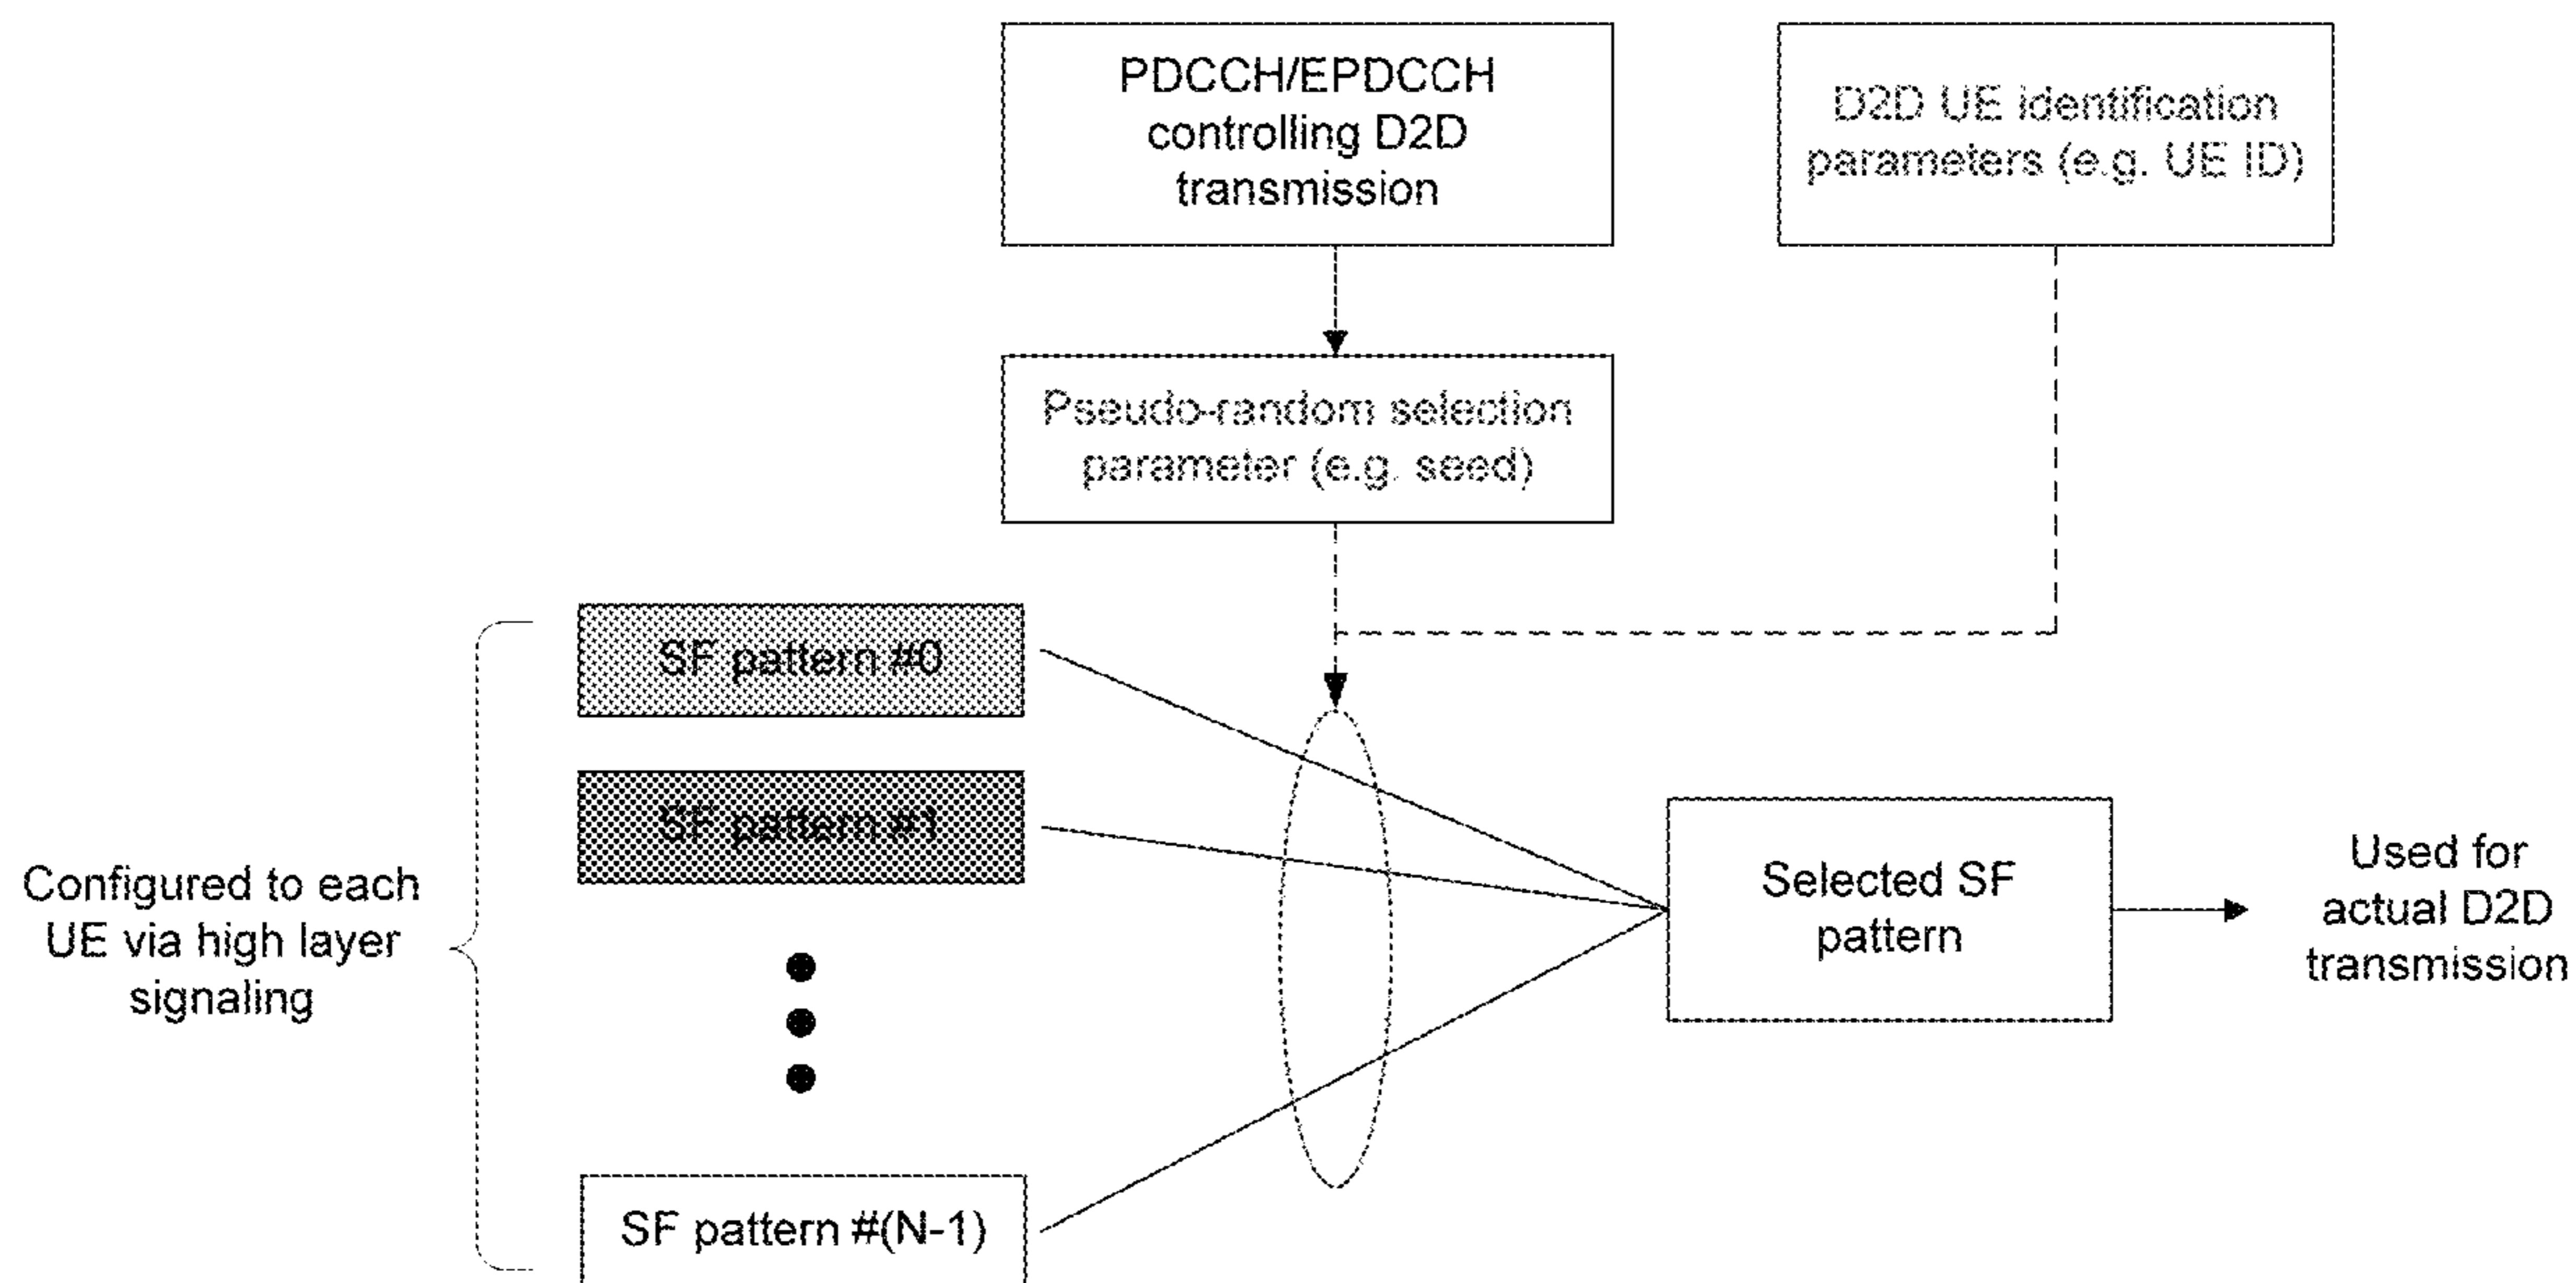 PDCCH/EPDCCH
controlling D2D
transmission
D2D UE identification
parameters (e.g. UE ID)
Pseudo-random selection
parameter (e.g. seed)
SF pattern #0
SF pattern #1
Configured to each
UE via high layer
signaling
Selected SF
pattern
Used for
actual D2D
transmission
SF pattern #(N-1)